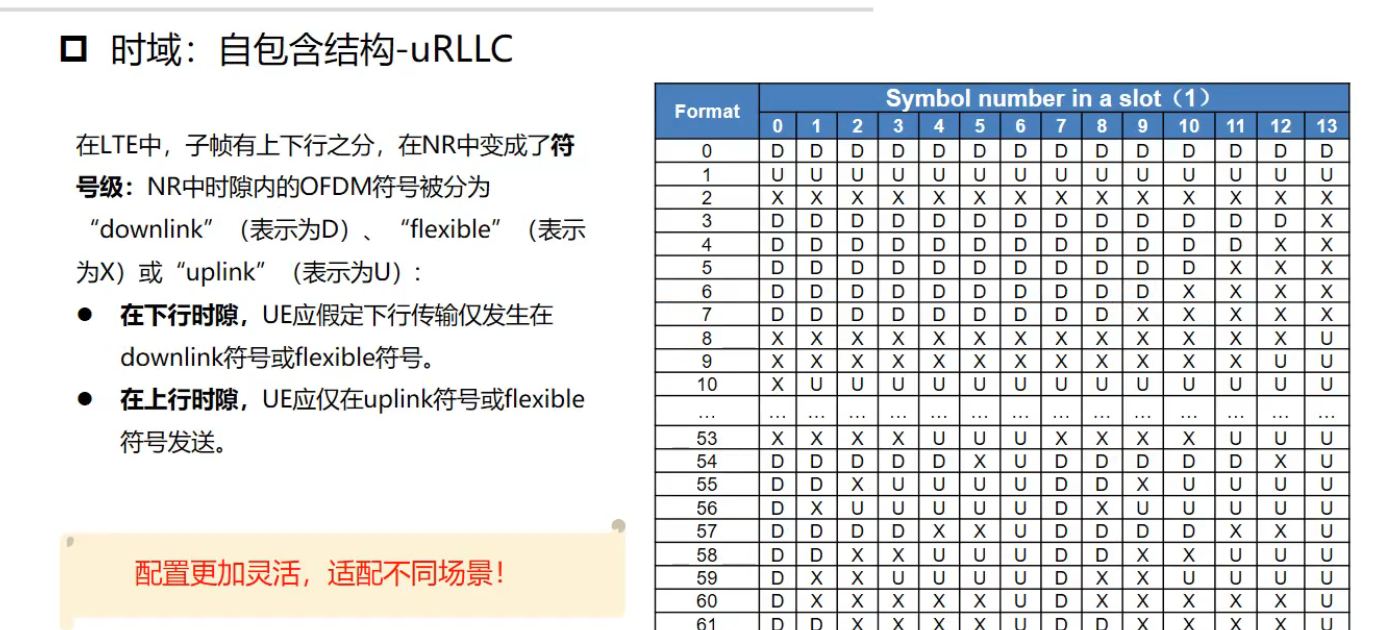 时域：自包含结构-uRLLC
在LTE中，子帧有上下行之分，在NR中变成了符
号级：NR中时隙内的OFDM符号被分为
“downlink”（表示为D）、“flexible”（表示
为X）或“uplink”（表示为U）:
● 在下行时隙，UE应假定下行传输仅发生在
downlink符号或flexible符号。
● 在上行时隙，UE应仅在uplink符号或flexible
符号发送。
配置更加灵活，适配不同场景！
Format Symbol number in a slot（1）
0 1 2 3 4 5 6 7 8 9 10 11 12 13
0 D D D D D D D D D D D D D D
1 U U U U U U U U U U U U U U
2 X X X X X X X X X X X X X X
3 D D D D D D D D D D D D D X
4 D D D D D D D D D D D D X X
5 D D D D D D D D D D D X X X
6 D D D D D D D D D D X X X X
7 D D D D D D D D D X X X X X
8 X X X X X X X X X X X X X U
9 X X X X X X X X X X X X U U
10 X U U U U U U U U U U U U U
… … … … … … … … … … … … … … …
53 X X X X U U U X X X X U U U
54 D D D D D X U D D D D D X U
55 D D X U U U U D D X U U U U
56 D X U U U U U D X U U U U U
57 D D D D X X U D D D D X X U
58 D D X X U U U D D X X U U U
59 D X X U U U U D X X U U U U
60 D X X X X X U D X X X X X U
61 D D X X X X U D D X X X X U